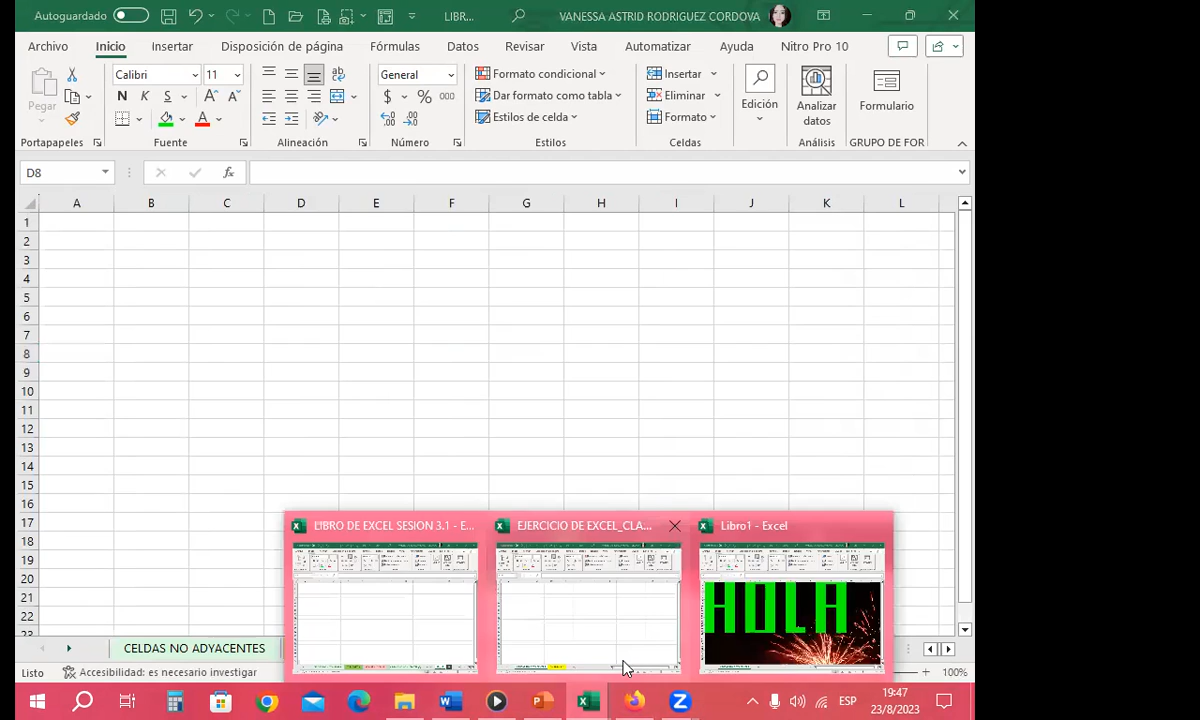 Autoguardado LIBR... VANESSA ASTRID RODRIGUEZ CORDOVA
Archivo Inicio Insertar Disposición de página Fórmulas Datos Revisar Vista Automatizar Ayuda Nitro Pro 10
Pegar
Calibri 11
N K S
A A
General
$ % 000
Formato condicional
Dar formato como tabla
Estilos de celda
Insertar
Eliminar
Formato
Edición
Analizar
datos
Formulario
Portapapeles Fuente Alineación Número Estilos Celdas Análisis GRUPO DE FOR
D8 fx
A B C D E F G H I J K L
1
2
3
4
5
6
7
8
9
10
11
12
13
14
15
16
17
18
19
20
21
22
23
LIBRO DE EXCEL SESION 3.1 - E...
EJERCICIO DE EXCEL_CLA...
Libro1 - Excel
HOLA
CELDAS NO ADYACENTES
Listo Accesibilidad: es necesario investigar 100%
ESP
19:47
23/8/2023